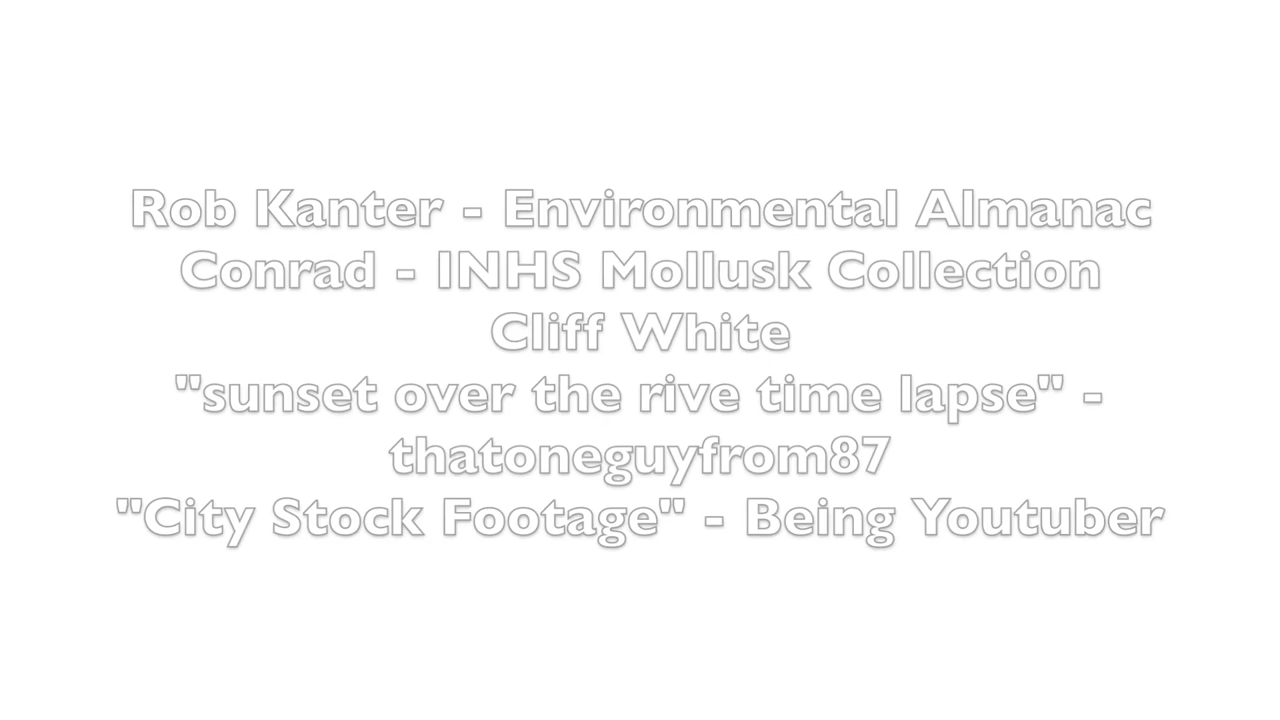 Rob Kanter - Environmental Almanac
Conrad - INHS Mollusk Collection
Cliff White
"sunset over the rive time lapse" -
thatoneguyfrom87
"City Stock Footage" - Being Youtuber